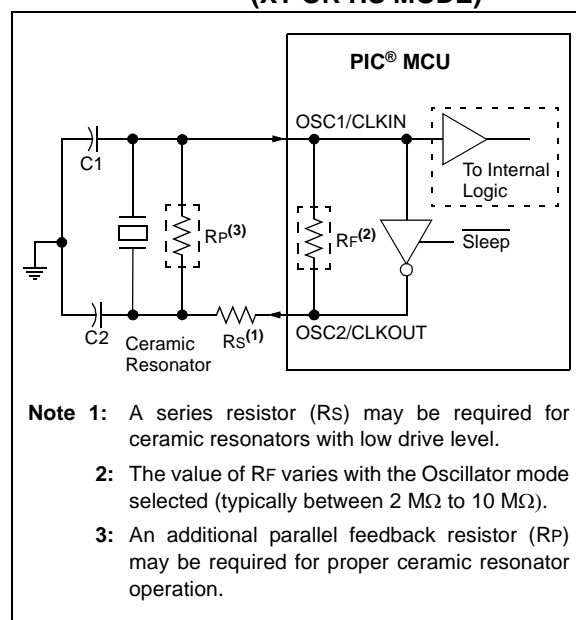 (XT OR HS MODE)
PIC® MCU
OSC1/CLKIN
C1
To Internal
Logic
RP(3)
RF(2)
Sleep
C2
Ceramic
Resonator
RS(1)
OSC2/CLKOUT
Note 1: A series resistor (RS) may be required for
ceramic resonators with low drive level.
2: The value of RF varies with the Oscillator mode
selected (typically between 2 MΩ to 10 MΩ).
3: An additional parallel feedback resistor (RP)
may be required for proper ceramic resonator
operation.